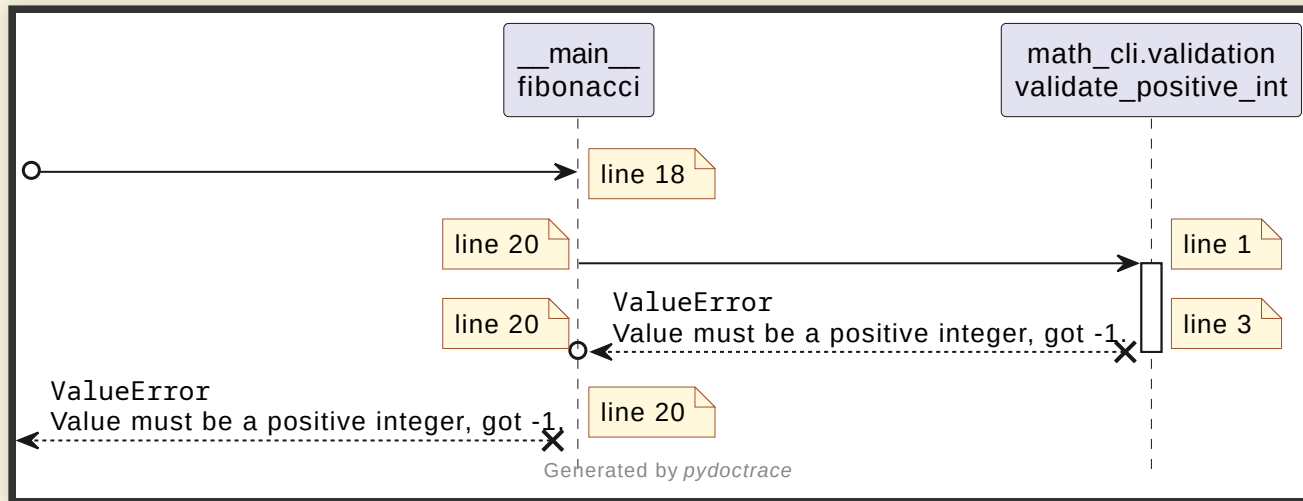 __main__
fibonacci
math_cli.validation
validate_positive_int
line 18
line 20
line 1
ValueError
Value must be a positive integer, got -1.
line 20
line 3
ValueError
Value must be a positive integer, got -1.
line 20
Generated by pydoctrace